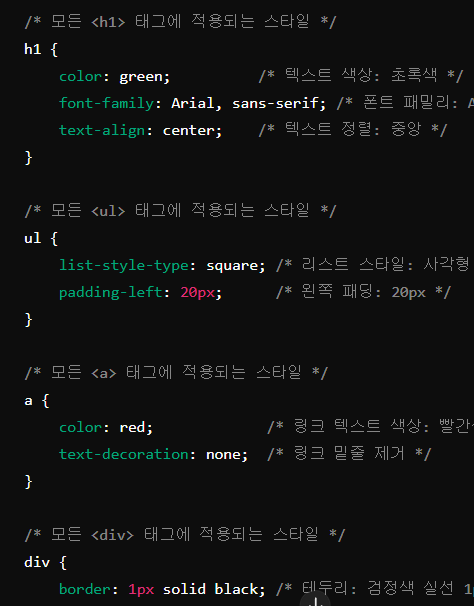 /* 모든 <h1> 태그에 적용되는 스타일 */
h1 {
color: green; /* 텍스트 색상: 초록색 */
font-family: Arial, sans-serif; /* 폰트 패밀리:
text-align: center; /* 텍스트 정렬: 중앙 */
}
/* 모든 <ul> 태그에 적용되는 스타일 */
ul {
list-style-type: square; /* 리스트 스타일: 사각형
padding-left: 20px; /* 왼쪽 패딩: 20px */
}
/* 모든 <a> 태그에 적용되는 스타일 */
a {
color: red; /* 링크 텍스트 색상:
text-decoration: none; /* 링크 밑줄 제거 */
}
/* 모든 <div> 태그에 적용되는 스타일 */
div {
border: 1px solid black; /* 테두리: 검정색 실선